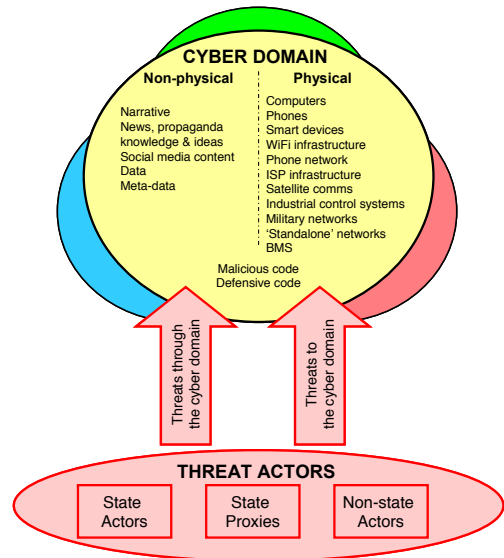 CYBER DOMAIN
Non-physical
Narrative
News, propaganda
knowledge & ideas
Social media content
Data
Meta-data
Physical
Computers
Phones
Smart devices
WiFi infrastructure
Phone network
ISP infrastructure
Satellite comms
Industrial control systems
Military networks
‘Standalone’ networks
BMS
Malicious code
Defensive code
Threats through
the cyber domain
Threats to
the cyber domain
THREAT ACTORS
State
Actors
State
Proxies
Non-state
Actors